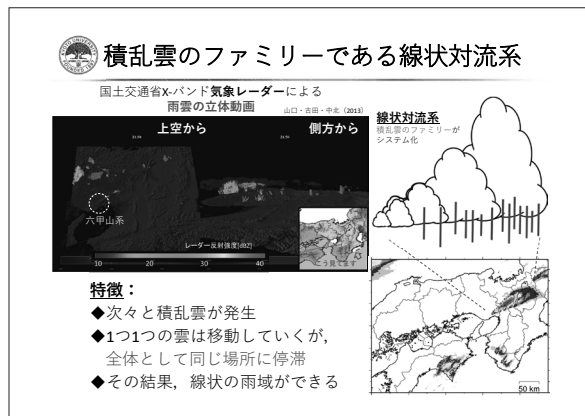 積乱雲のファミリーである線状対流系
国土交通省X-バンド気象レーダーによる
雨雲の立体動画
山口・古田・中北（2013）
上空から
側方から
六甲山系
レーダー反射強度[dBZ]
10 20 30 40
こう見てます
線状対流系
積乱雲のファミリーが
システム化
特徴：
◆次々と積乱雲が発生
◆1つ1つの雲は移動していくが，
全体として同じ場所に停滞
◆その結果，線状の雨域ができる
50 km